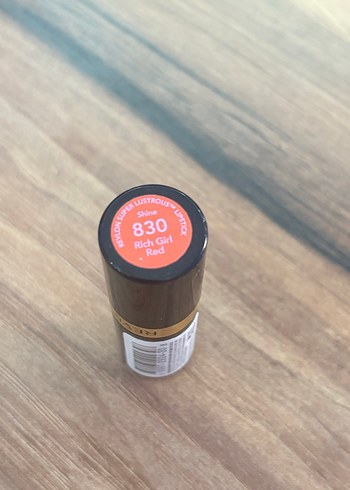 REVLON SUPER LUSTROUS™ LIPSTICK
Shine
830
Rich Girl
Red